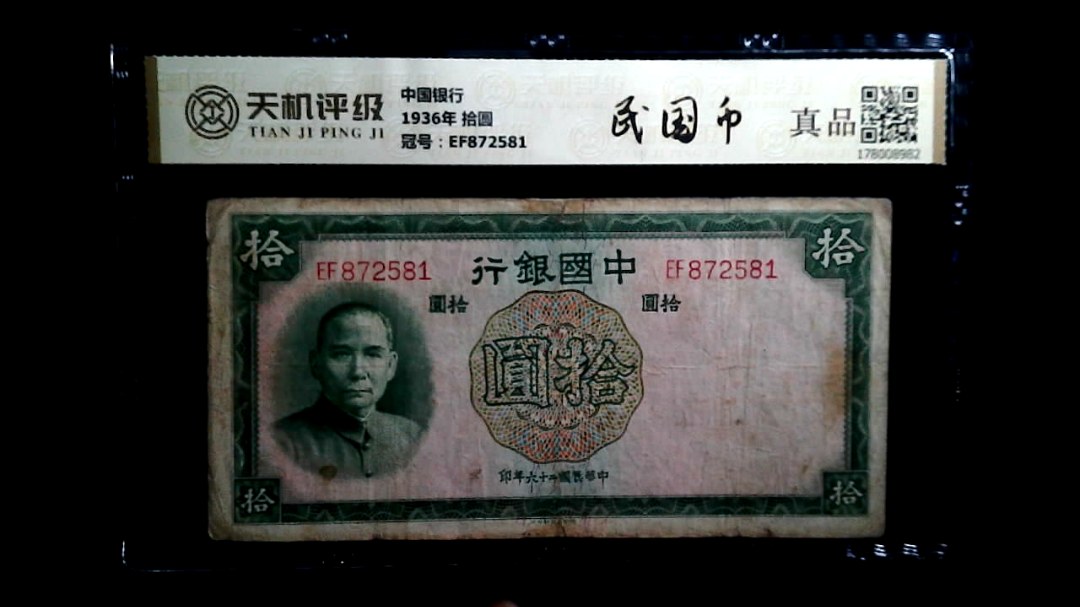 天机评级
TIAN JI PING JI
中国银行
1936年 拾圆
冠号：EF872581
民国币
真品
178008982
拾
拾
EF872581
中國銀行
EF872581
拾圓
拾圓
拾圓
中華民國二十六年印
拾
拾